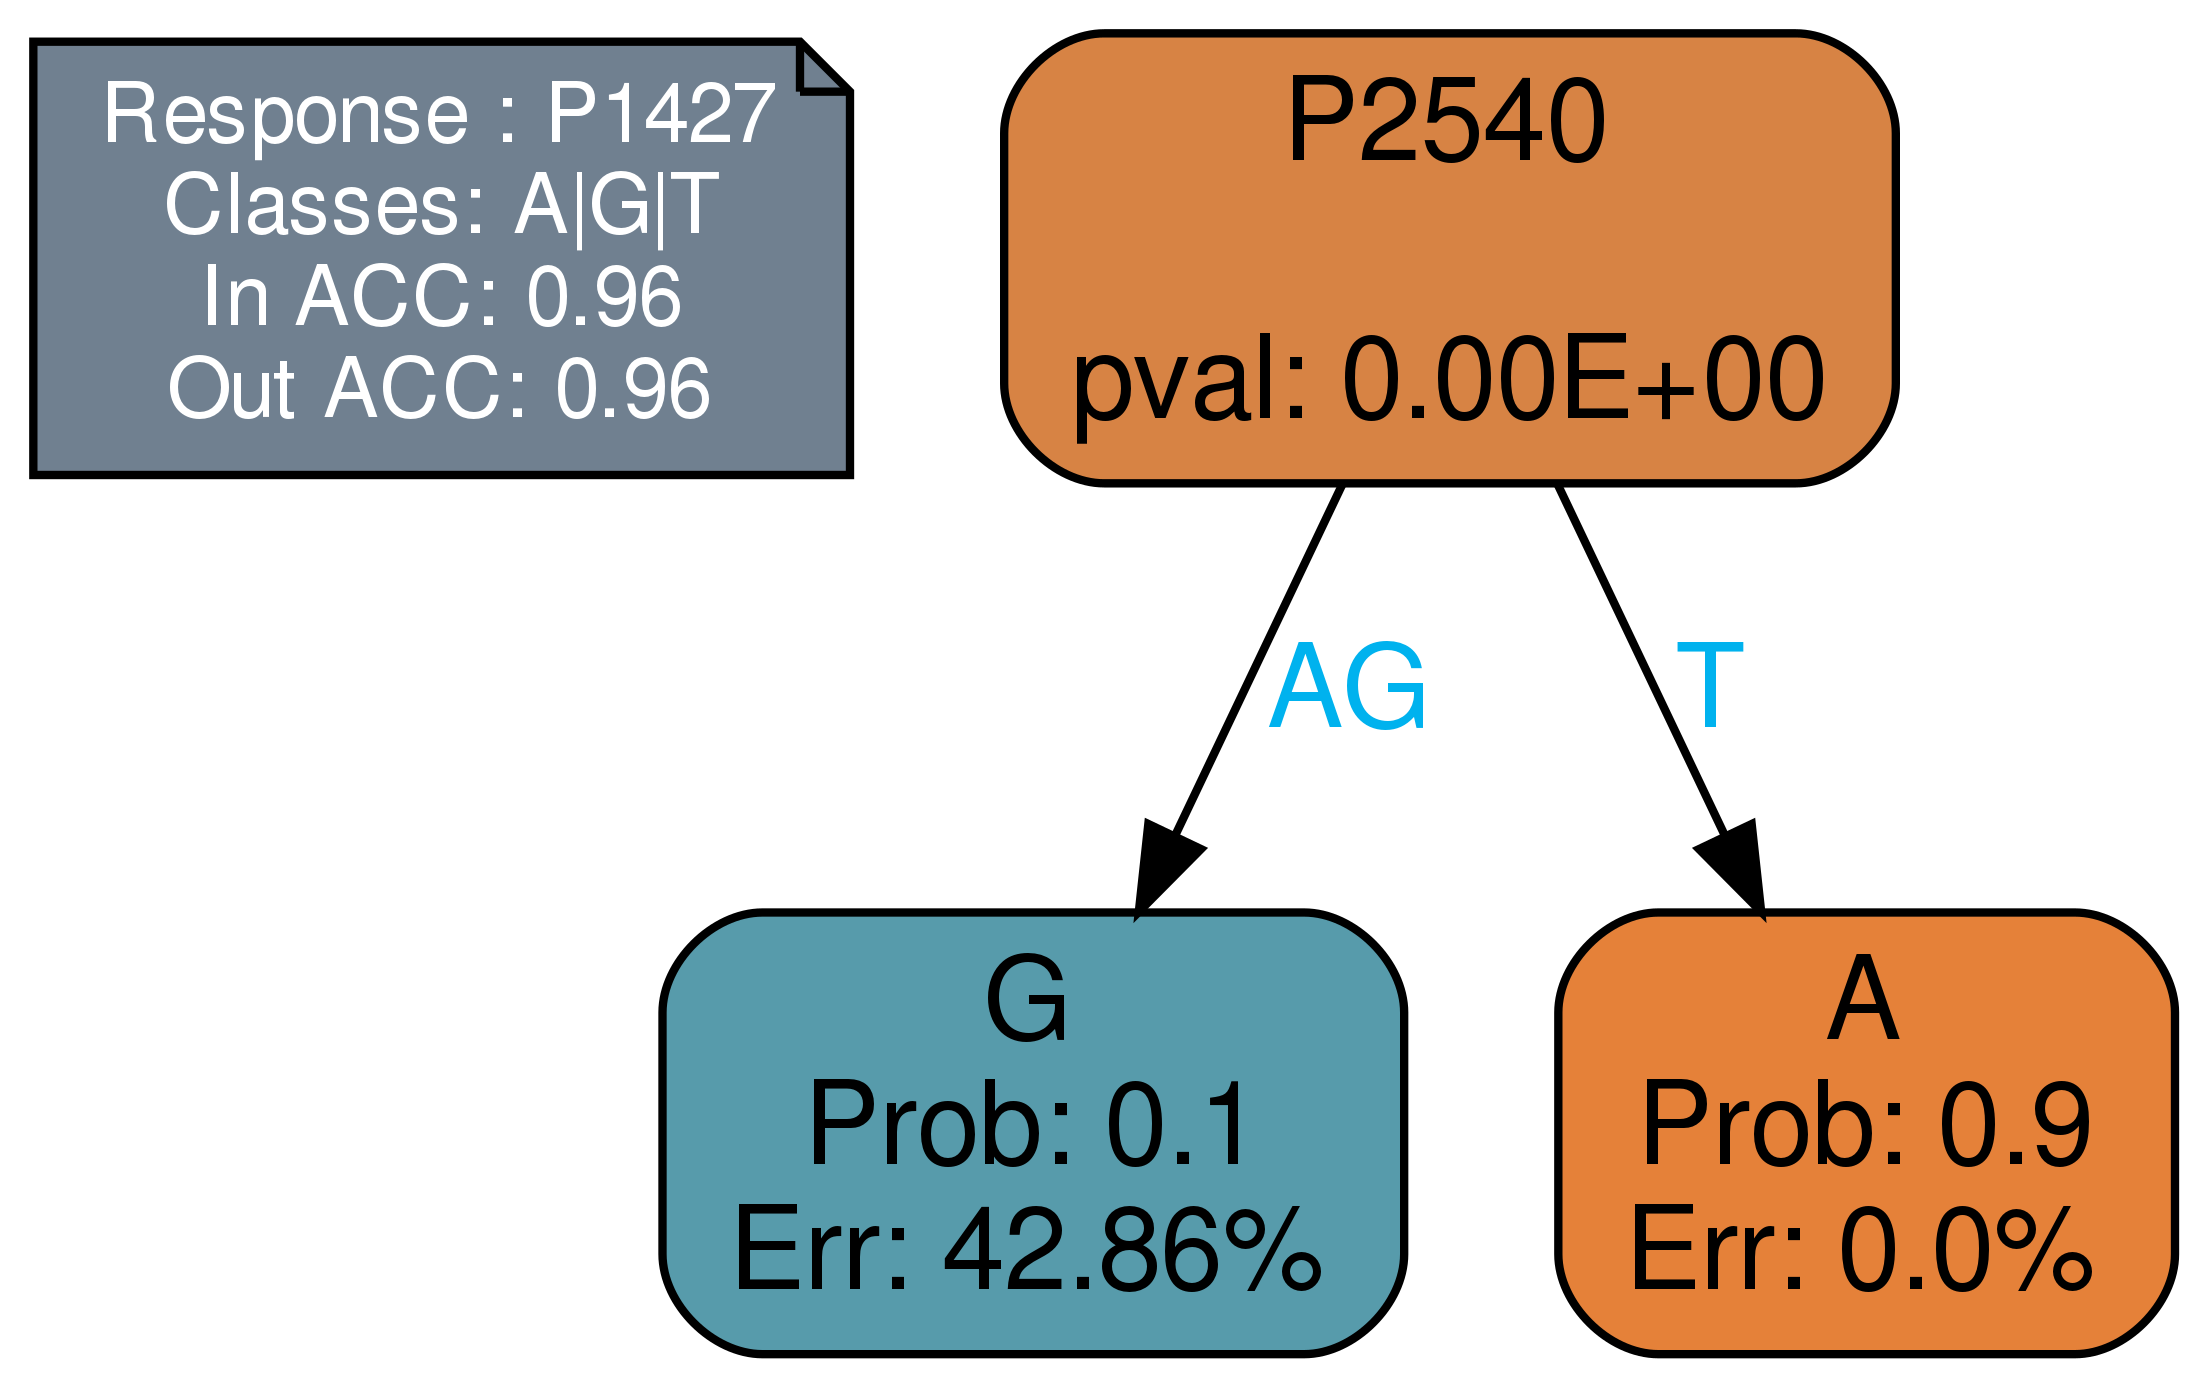 Response : P1427
Classes: A|G|T
In ACC: 0.96
Out ACC: 0.96
P2540
pval: 0.00E+00
AG
T
G
Prob: 0.1
Err: 42.86%
A
Prob: 0.9
Err: 0.0%